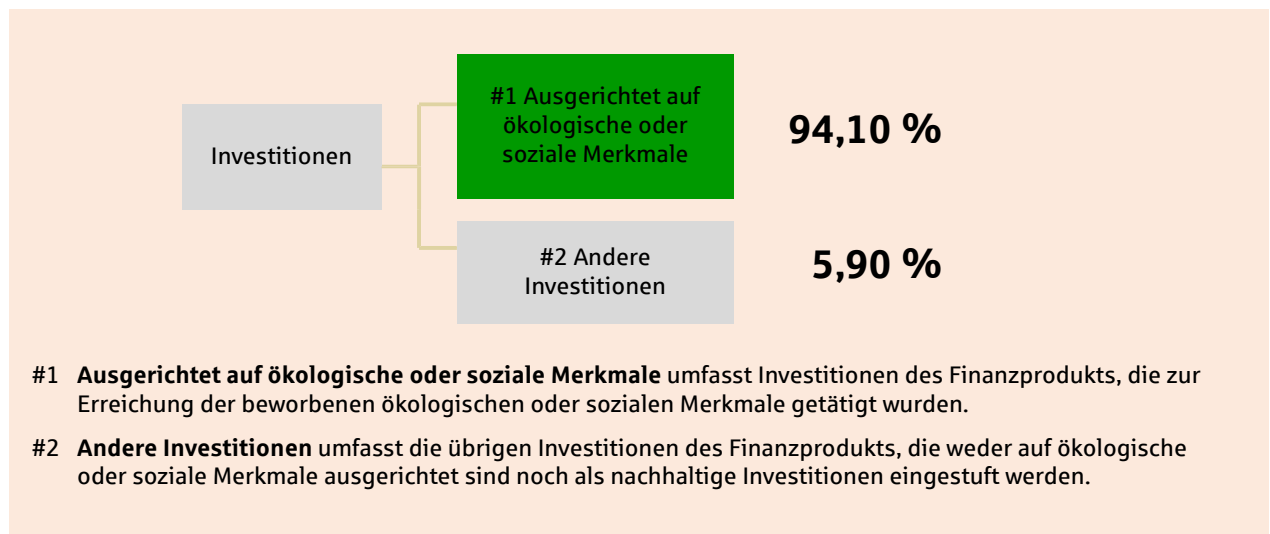 #1 Ausgerichtet auf
ökologische oder
soziale Merkmale
94,10 %
Investitionen
#2 Andere
Investitionen
5,90 %
#1 Ausgerichtet auf ökologische oder soziale Merkmale umfasst Investitionen des Finanzprodukts, die zur
Erreichung der beworbenen ökologischen oder sozialen Merkmale getätigt wurden.
#2 Andere Investitionen umfasst die übrigen Investitionen des Finanzprodukts, die weder auf ökologische
oder soziale Merkmale ausgerichtet sind noch als nachhaltige Investitionen eingestuft werden.